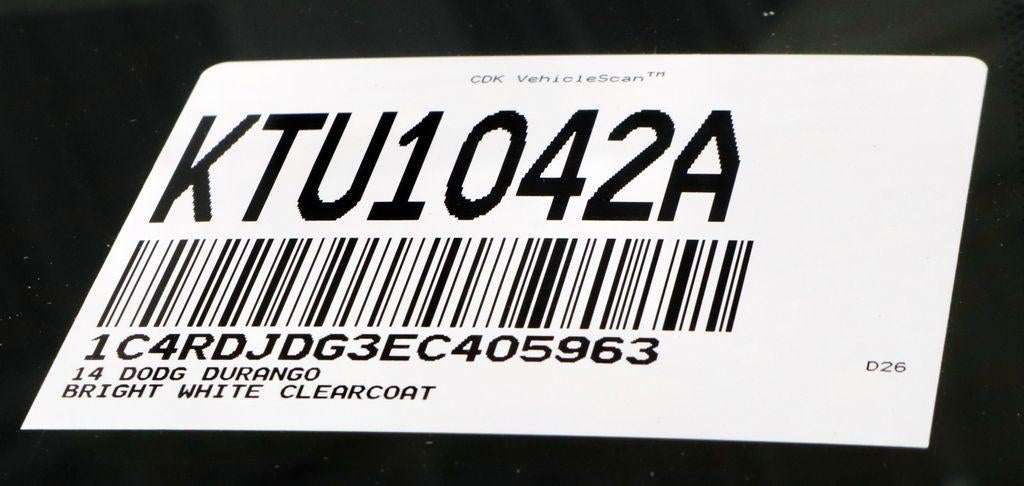 CDK VehicleScan™
KTU1042A
1C4RDJDG3EC405963
14 DODG DURANGO
BRIGHT WHITE CLEARCOAT
D26